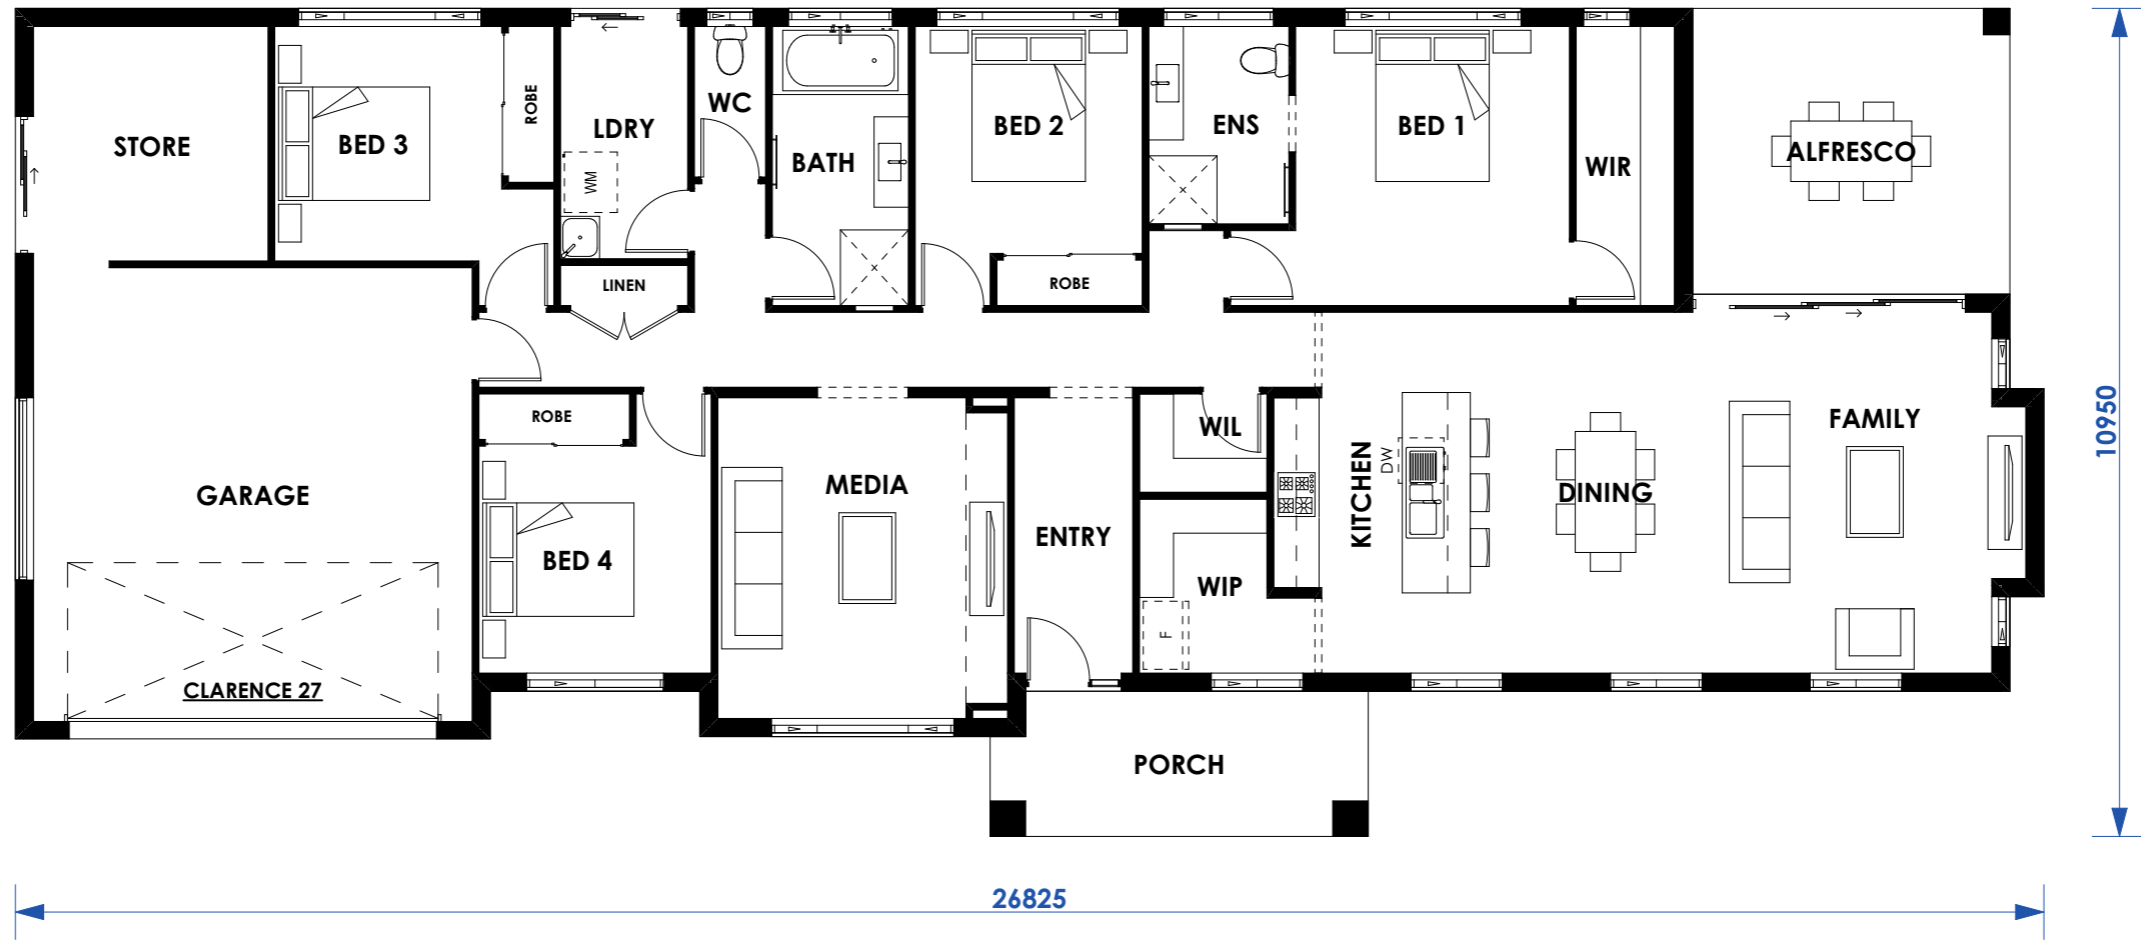 STORE
BED 3
ROBE
LDRY
WM
LINEN
WC
BATH
BED 2
ROBE
ENS
BED 1
WIR
ALFRESCO
GARAGE
CLARENCE 27
ROBE
BED 4
MEDIA
ENTRY
WIL
WIP
F
KITCHEN
DW
DINING
FAMILY
PORCH
10950
26825